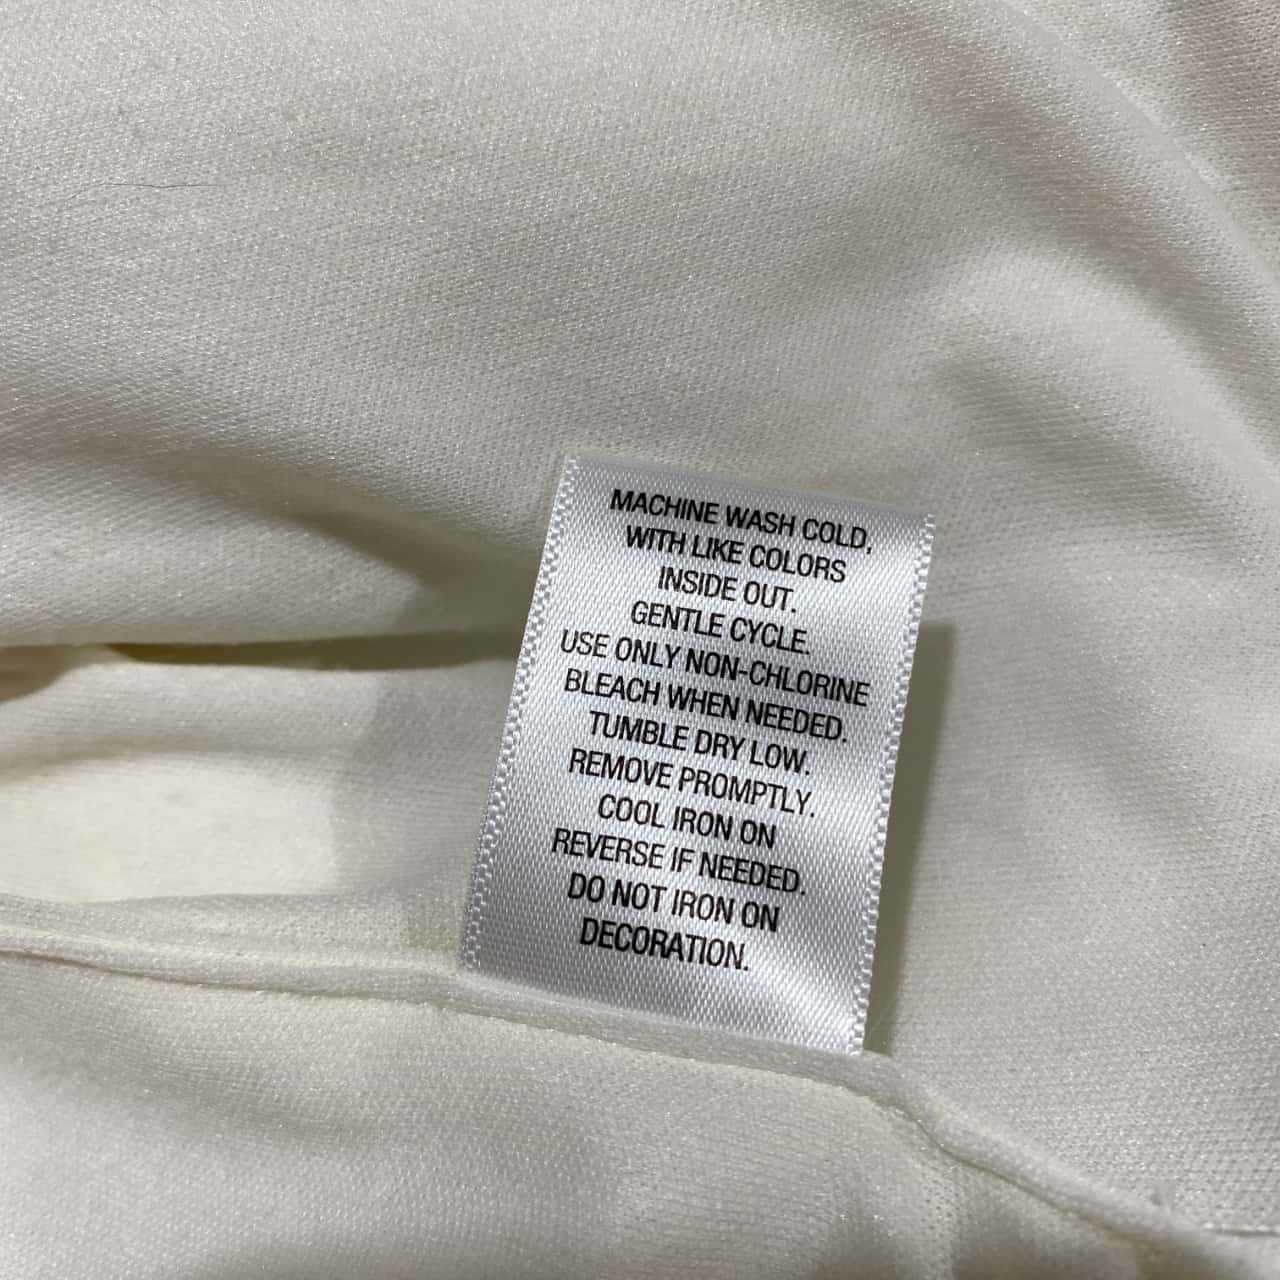 MACHINE WASH COLD,
WITH LIKE COLORS
INSIDE OUT.
GENTLE CYCLE.
USE ONLY NON-CHLORINE
BLEACH WHEN NEEDED.
TUMBLE DRY LOW.
REMOVE PROMPTLY.
COOL IRON ON
REVERSE IF NEEDED.
DO NOT IRON ON
DECORATION.